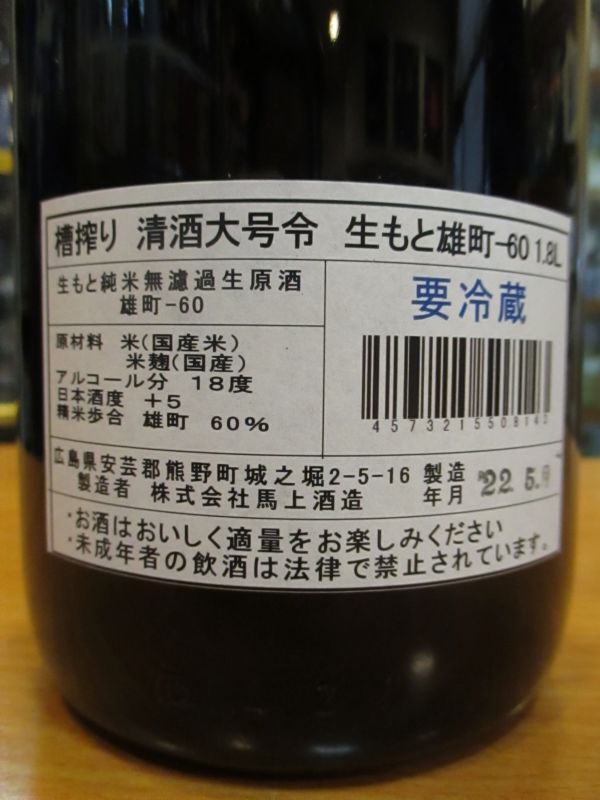 槽搾り 清酒大号令 生もと雄町-60 1.8L
生もと純米無濾過生原酒
雄町-60
要冷蔵
原材料 米(国産米)
米麹(国産)
アルコール分 18度
日本酒度 +5
精米歩合 雄町 60%
4573215508142
広島県安芸郡熊野町城之堀2-5-16
製造者 株式会社馬上酒造
製造
年月
22. 5.
・お酒はおいしく適量をお楽しみください
・未成年者の飲酒は法律で禁止されています。